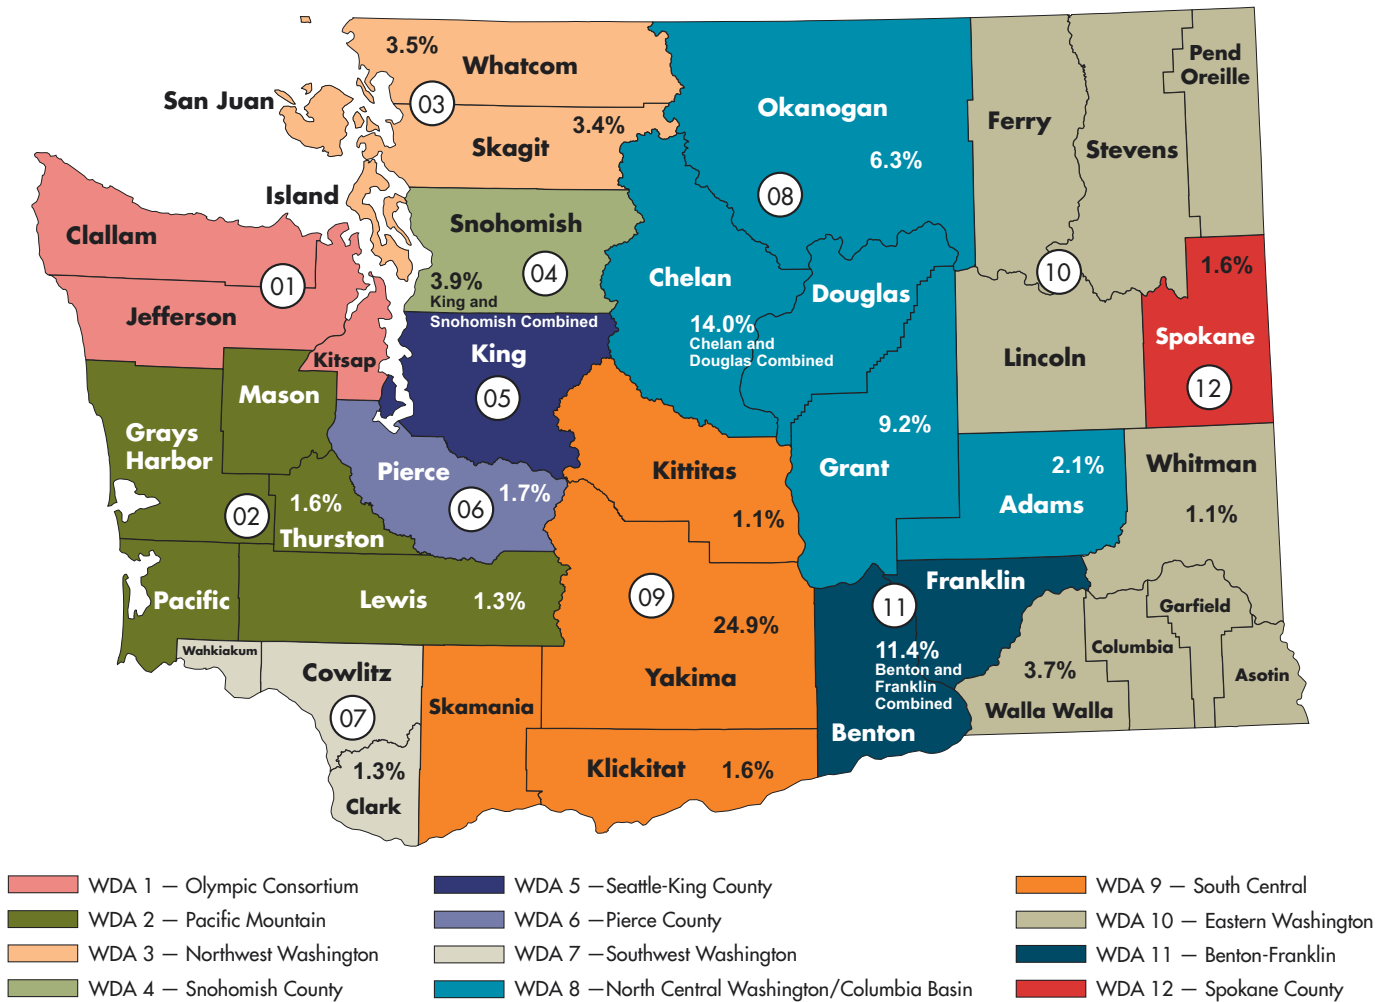 3.5%
Whatcom
San Juan
03
3.4%
Skagit
Island
Okanogan
6.3%
08
Ferry
Stevens
Pend
Oreille
Clallam
01
Jefferson
Kitsap
Snohomish
3.9%
04
King and
Snohomish Combined
King
05
Chelan
14.0%
Chelan and
Douglas Combined
Douglas
10
1.6%
Spokane
12
Lincoln
Mason
Grays
Harbor
02
1.6%
Thurston
Pierce
06
1.7%
Kittitas
1.1%
9.2%
Grant
2.1%
Adams
Whitman
1.1%
Pacific
Lewis
1.3%
09
24.9%
Yakima
Franklin
11
11.4%
Benton and
Franklin
Combined
Benton
Garfield
Columbia
Asotin
3.7%
Walla Walla
Wahkiakum
Cowlitz
07
1.3%
Clark
Skamania
Klickitat
1.6%
WDA 1 — Olympic Consortium
WDA 2 — Pacific Mountain
WDA 3 — Northwest Washington
WDA 4 — Snohomish County
WDA 5 —Seattle-King County
WDA 6 —Pierce County
WDA 7 —Southwest Washington
WDA 8 —North Central Washington/Columbia Basin
WDA 9 — South Central
WDA 10 — Eastern Washington
WDA 11 — Benton-Franklin
WDA 12 — Spokane County